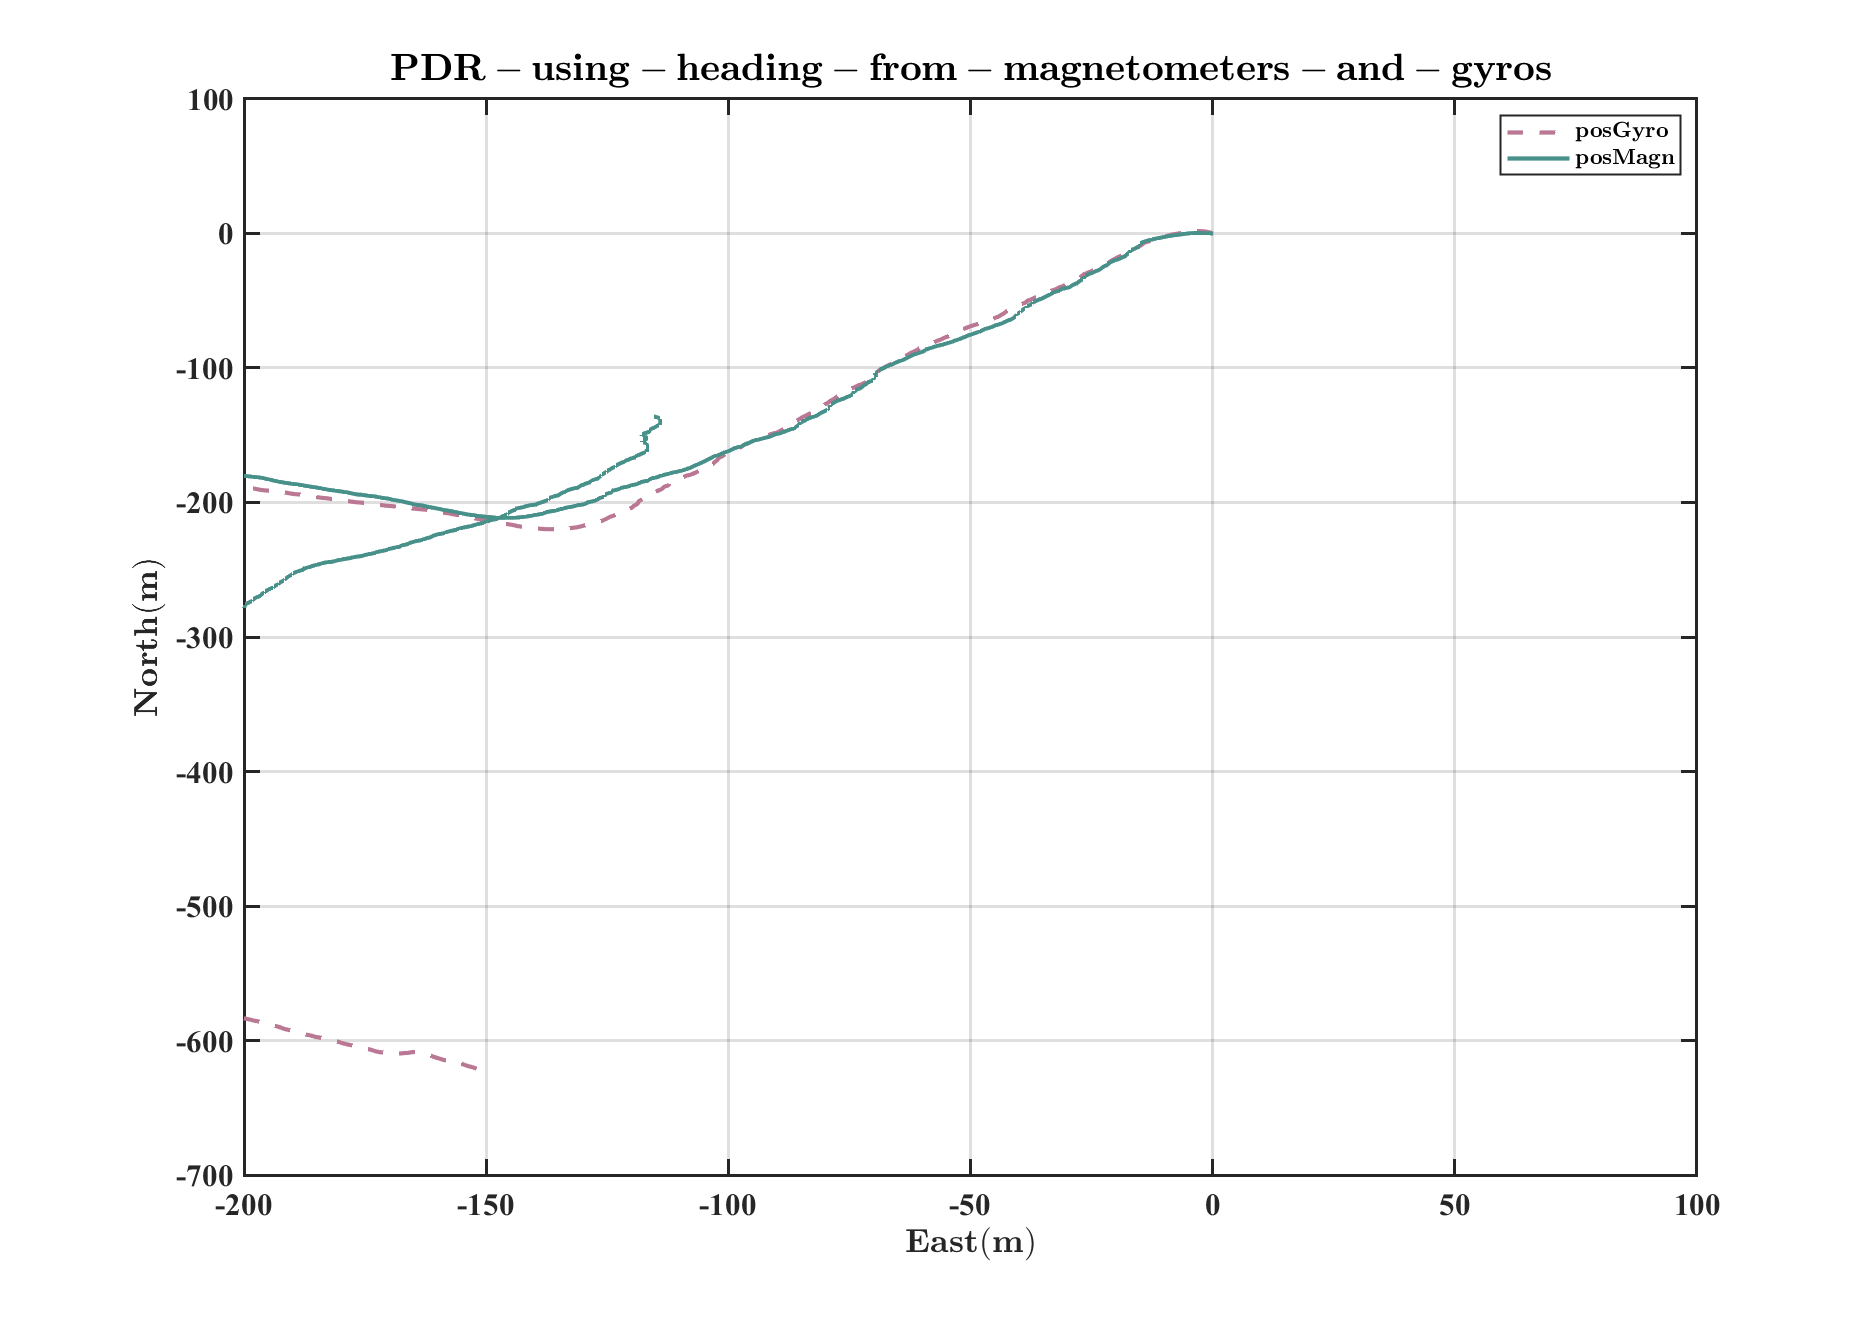 PDR – using – heading – from – magnetometers – and – gyros
posGyro
posMagn
100
0
-100
-200
-300
-400
-500
-600
-700
North(m)
-200 -150 -100 -50 0 50 100
East(m)